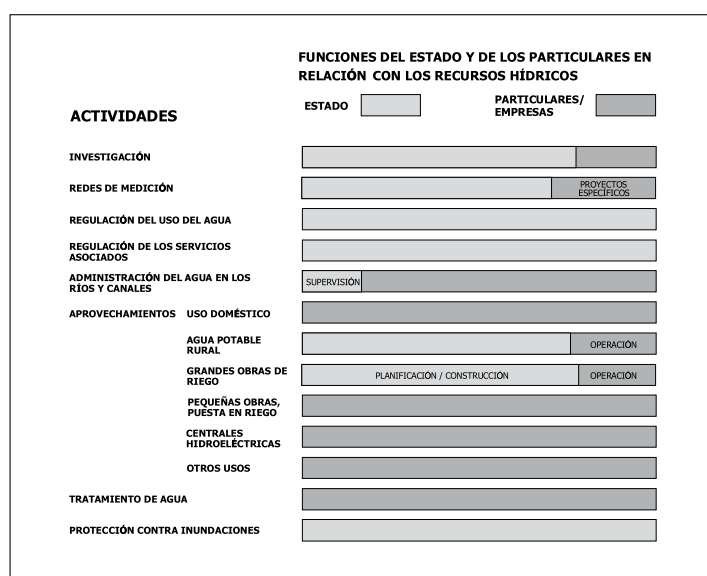 FUNCIONES DEL ESTADO Y DE LOS PARTICULARES EN
RELACIÓN CON LOS RECURSOS HÍDRICOS
ACTIVIDADES
ESTADO
PARTICULARES/
EMPRESAS
INVESTIGACIÓN
REDES DE MEDICIÓN
PROYECTOS
ESPECÍFICOS
REGULACIÓN DEL USO DEL AGUA
REGULACIÓN DE LOS SERVICIOS
ASOCIADOS
ADMINISTRACIÓN DEL AGUA EN LOS
RÍOS Y CANALES
SUPERVISIÓN
APROVECHAMIENTOS USO DOMÉSTICO
AGUA POTABLE
RURAL
OPERACIÓN
GRANDES OBRAS DE
RIEGO
PLANIFICACIÓN / CONSTRUCCIÓN
OPERACIÓN
PEQUEÑAS OBRAS,
PUESTA EN RIEGO
CENTRALES
HIDROELÉCTRICAS
OTROS USOS
TRATAMIENTO DE AGUA
PROTECCIÓN CONTRA INUNDACIONES